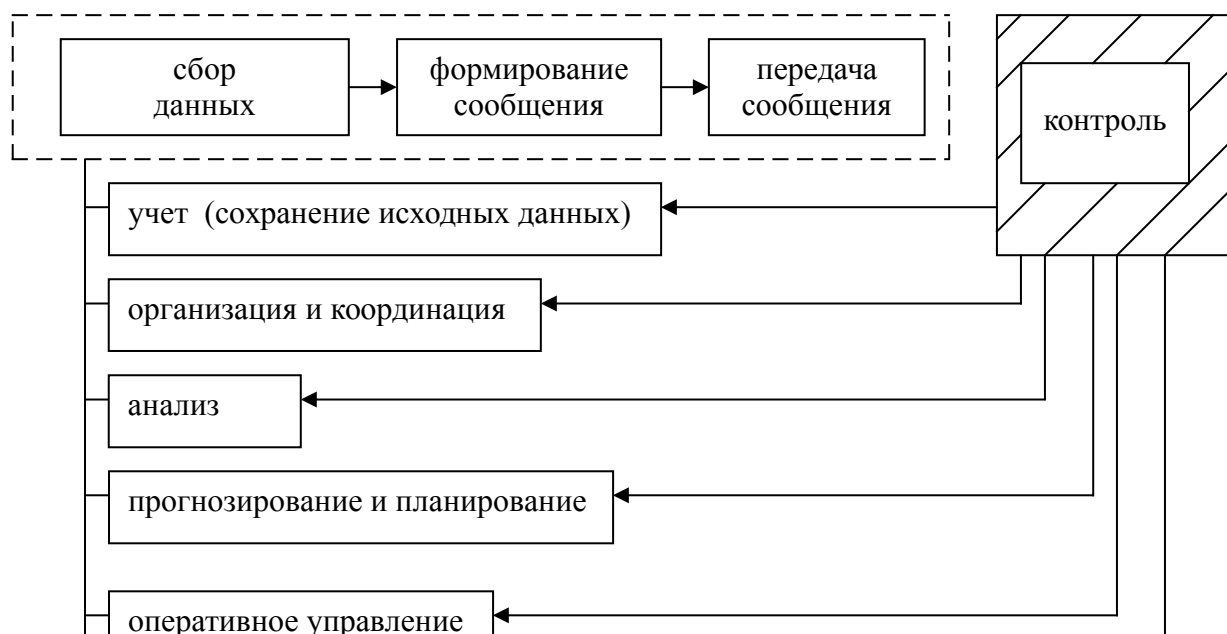 сбор
данных
формирование
сообщения
передача
сообщения
контроль
учет (сохранение исходных данных)
организация и координация
анализ
прогнозирование и планирование
оперативное управление